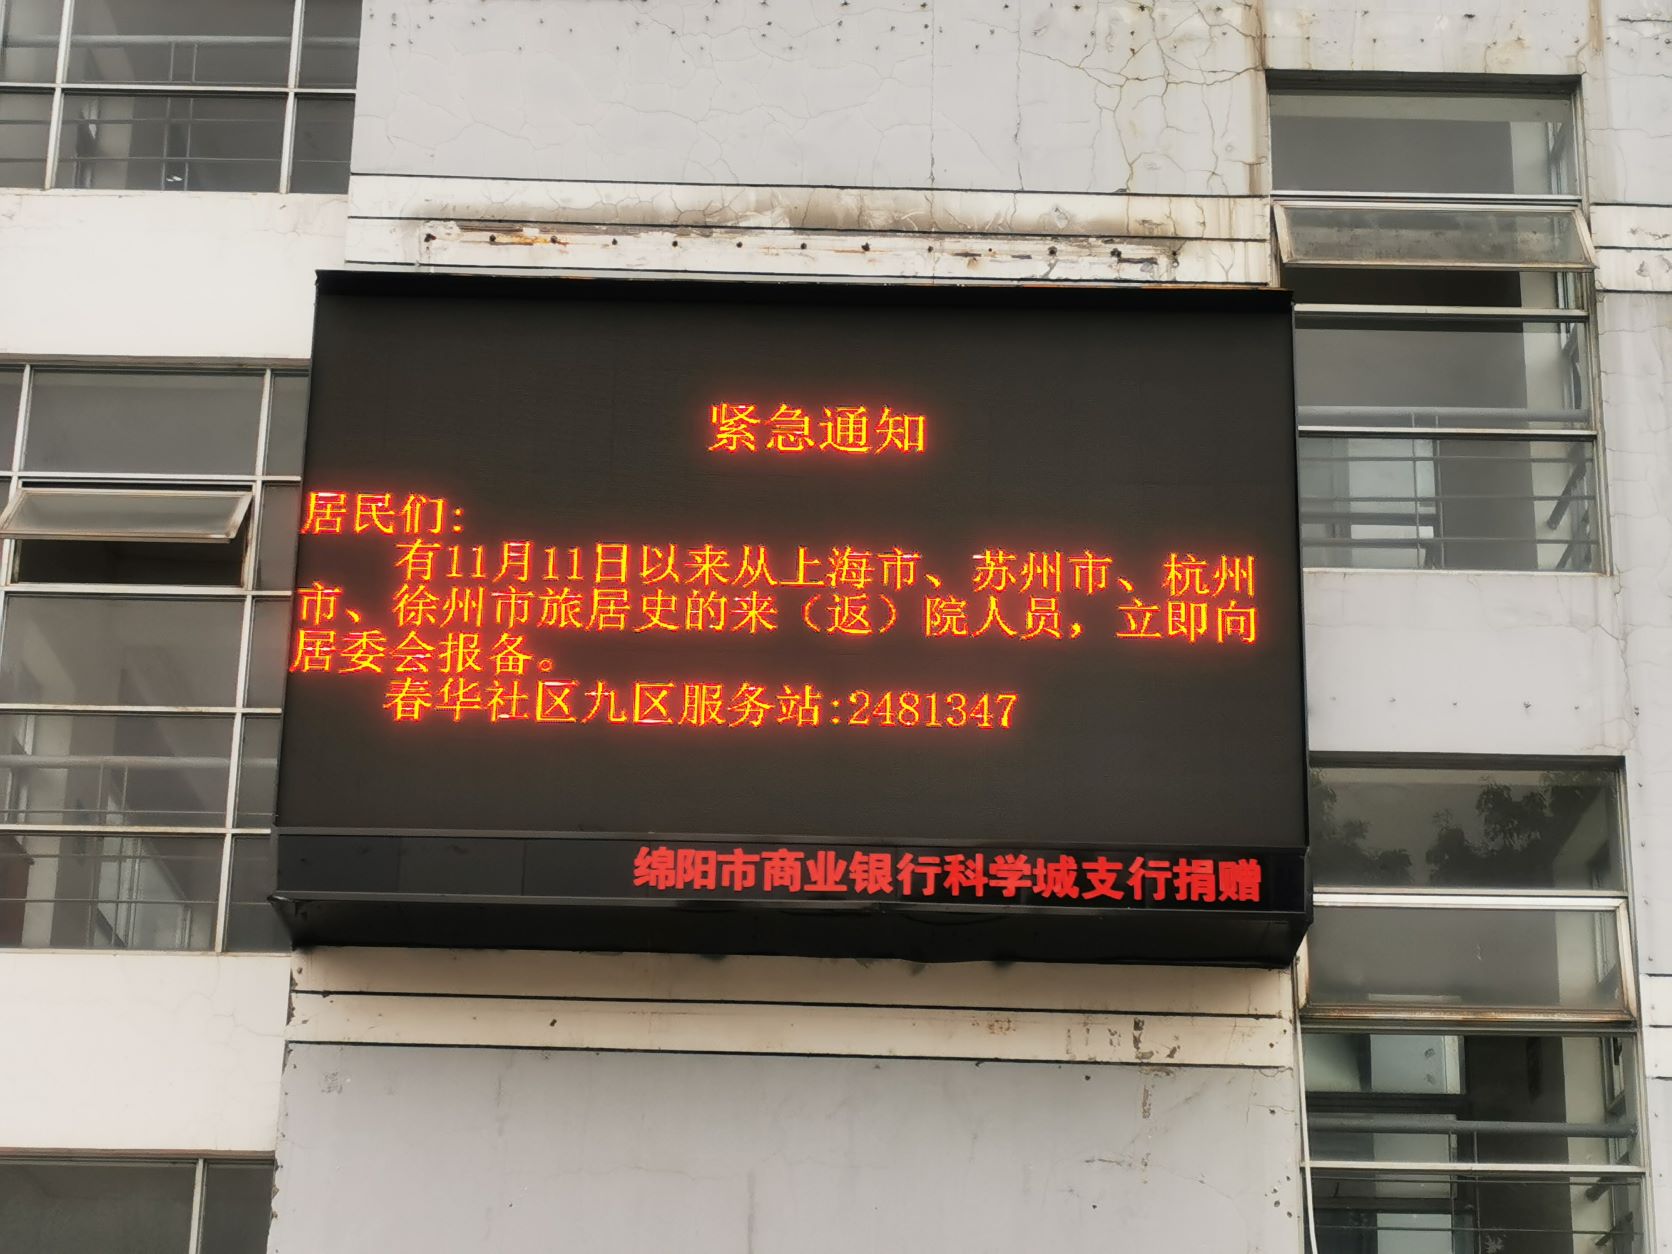 紧急通知
居民们:
有11月11日以来从上海市、苏州市、杭州
市、徐州市旅居史的来（返）院人员，立即向
居委会报备。
春华社区九区服务站:2481347
绵阳市商业银行科学城支行捐赠